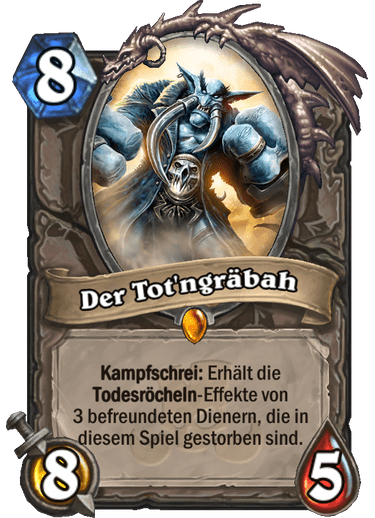 8
Der Tot'ngräbah
Kampfschrei: Erhält die
Todesröcheln-Effekte von
3 befreundeten Dienern, die in
diesem Spiel gestorben sind.
8
5